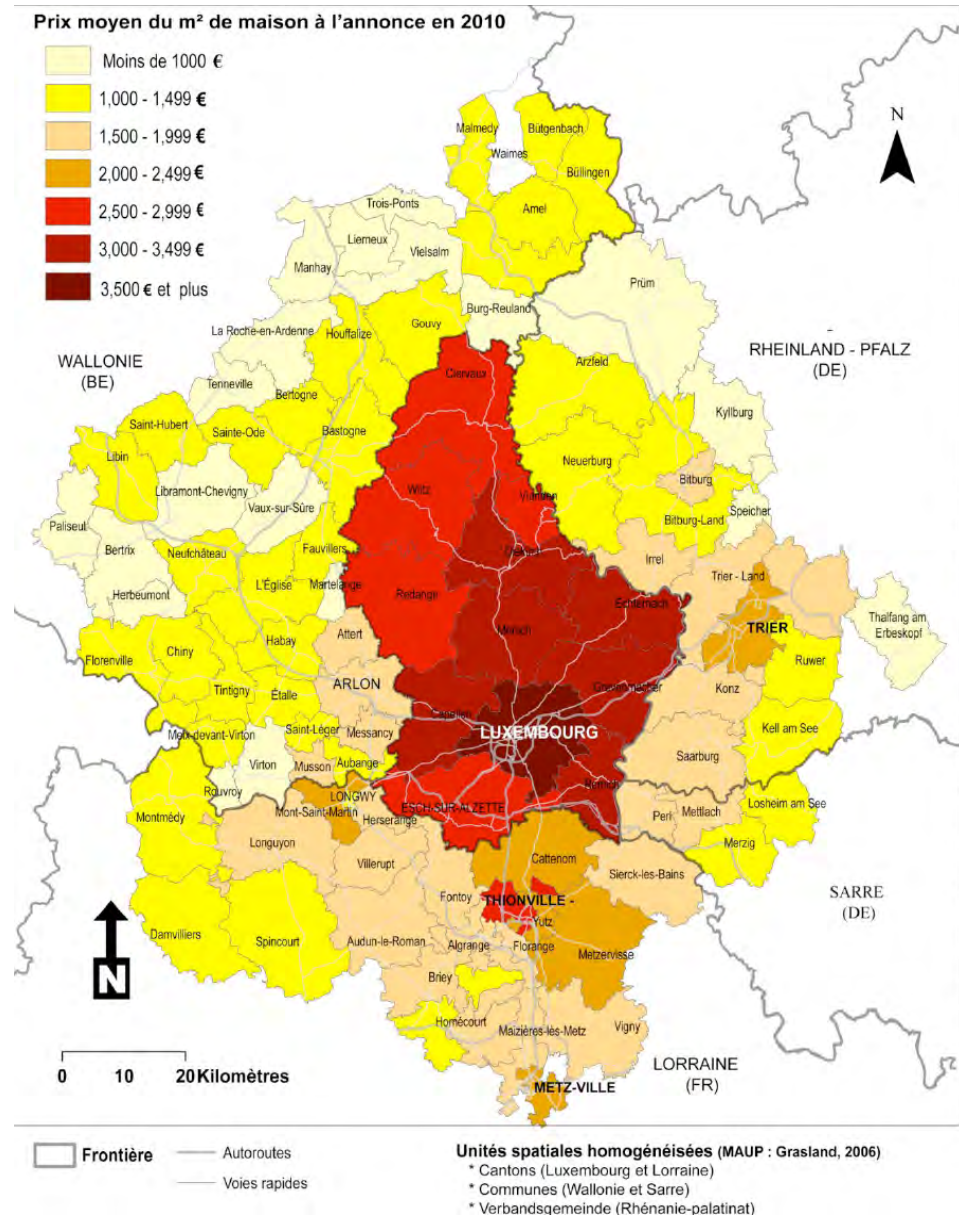 Prix moyen du m² de maison à l'annonce en 2010
Moins de 1000 €
1,000 - 1,499 €
1,500 - 1,999 €
2,000 - 2,499 €
2,500 - 2,999 €
3,000 - 3,499 €
3,500 € et plus
N
Malmedy
Bütgenbach
Waimes
Büllingen
Amel
Trois-Ponts
Lierneux
Vielsalm
Manhay
Prüm
Burg-Reuland
Gouvy
La Roche-en-Ardenne
Houffalize
WALLONIE
(BE)
RHEINLAND - PFALZ
(DE)
Arzfeld
Clervaux
Tenneville
Bertogne
Kyllburg
Saint-Hubert
Sainte-Ode
Bastogne
Libin
Neuerburg
Bitburg
Libramont-Chevigny
Wiltz
Vianden
Vaux-sur-Sûre
Paliseul
Speicher
Bitburg-Land
Bertrix
Neufchâteau
Fauvillers
Diekirch
Irrel
Trier - Land
L'Église
Martelange
Herbeumont
Redange
Echternach
Thalfang am
Erbeskopf
Mersch
Attert
TRIER
Habay
Chiny
Florenville
Ruwer
ARLON
Grevenmacher
Konz
Tintigny
Étalle
Capellen
Saint-Léger
Messancy
LUXEMBOURG
Kell am See
Meix-devant-Virton
Saarburg
Virton
Musson
Aubange
Remich
Rouvroy
LONGWY
ESCH-SUR-ALZETTE
Mont-Saint-Martin
Herserange
Perl
Mettlach
Losheim am See
Montmédy
Longuyon
Merzig
Villerupt
Cattenom
Sierck-les-Bains
SARRE
(DE)
Fontoy
THIONVILLE -
Yutz
Damvilliers
Spincourt
Audun-le-Roman
Algrange
Florange
Metzervisse
N
Briey
Homécourt
Maizières-lès-Metz
Vigny
LORRAINE
(FR)
0 10 20 Kilomètres
METZ-VILLE
Frontière
Autoroutes
Voies rapides
Unités spatiales homogénéisées (MAUP : Grasland, 2006)
* Cantons (Luxembourg et Lorraine)
* Communes (Wallonie et Sarre)
* Verbandsgemeinde (Rhénanie-palatinat)